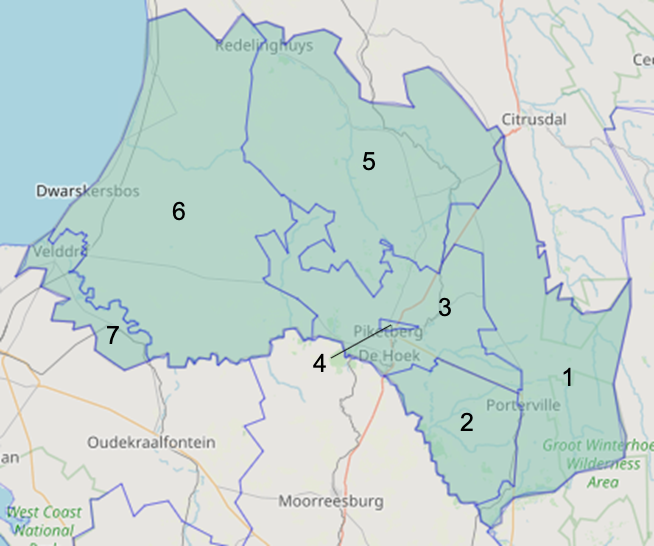 Redelinghuys
Citrusdal
5
Dwarskersbos
6
Velddr
3
7
Piketberg
4
De Hoek
1
Porterville
2
Oudekraalfontein
Groot Winterhoe
Wilderness
Area
an
Moorreesburg
West Coast
National